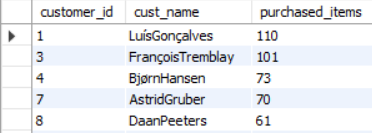 customer_id cust_name purchased_items
1 LuísGonçalves 110
3 FrançoisTremblay 101
4 BjørnHansen 73
7 AstridGruber 70
8 DaanPeeters 61